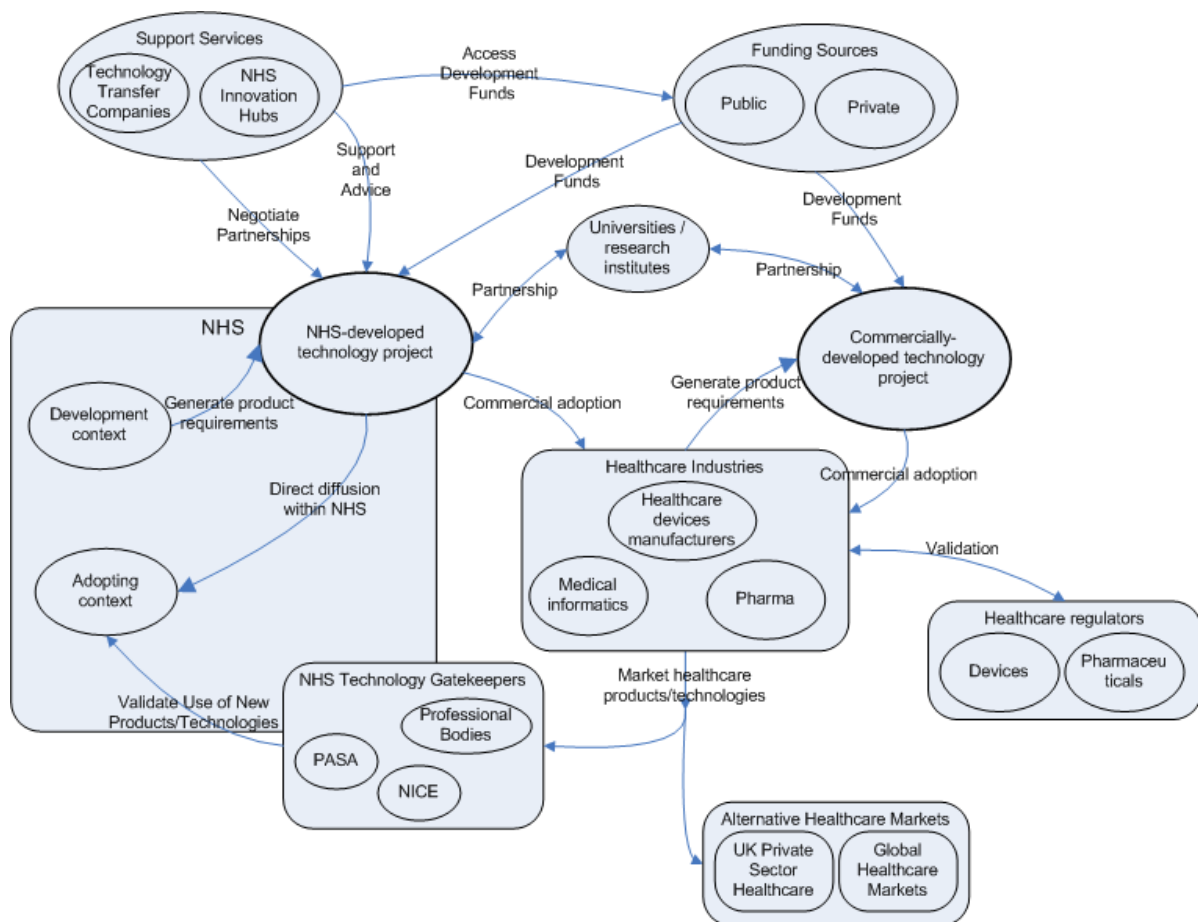 Support Services
Technology
Transfer
Companies
NHS
Innovation
Hubs
Access
Development
Funds
Funding Sources
Public
Private
Support
and
Advice
Development
Funds
Development
Funds
Negotiate
Partnerships
Universities /
research
institutes
Partnership
Partnership
NHS
NHS-developed
technology project
Commercially-
developed technology
project
Development
context
Generate product
requirements
Commercial adoption
Generate product
requirements
Healthcare Industries
Commercial adoption
Healthcare
devices
manufacturers
Medical
informatics
Pharma
Direct diffusion
within NHS
Adopting
context
Validation
Healthcare regulators
Devices
Pharmaceu
ticals
Market healthcare
products/technologies
NHS Technology Gatekeepers
Professional
Bodies
PASA
NICE
Validate Use of New
Products/Technologies
Alternative Healthcare Markets
UK Private
Sector
Healthcare
Global
Healthcare
Markets